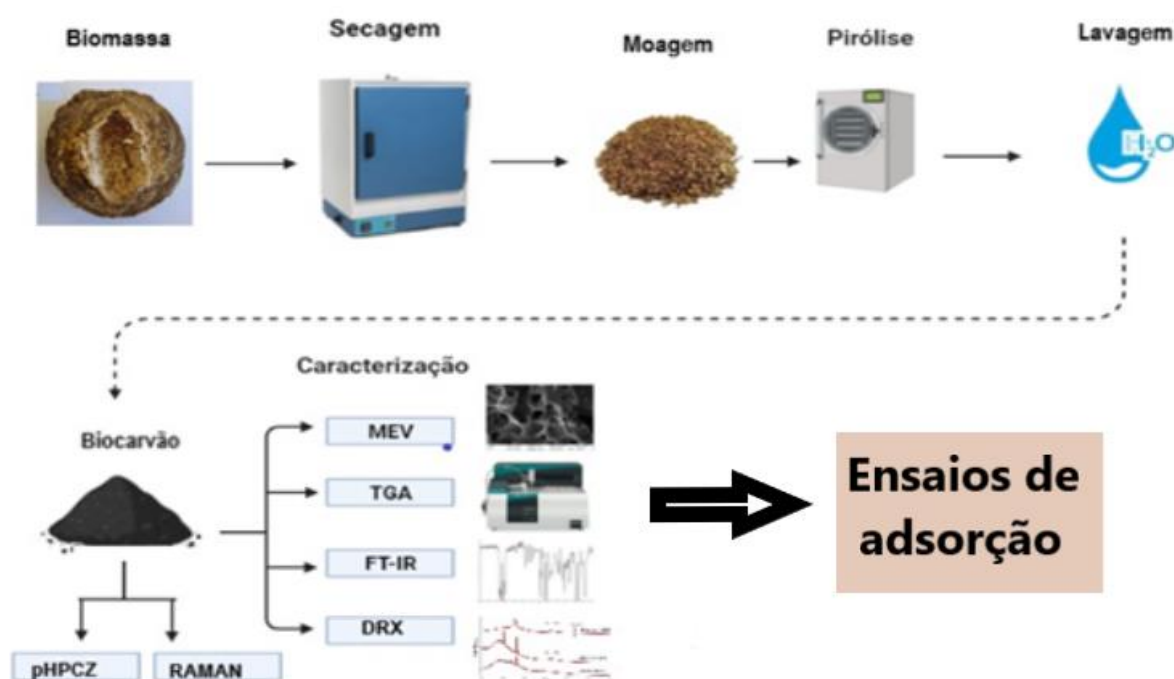 Biomassa
Secagem
Moagem
Pirólise
Lavagem
H₂O
Caracterização
Biocarvão
MEV
TGA
FT-IR
DRX
pHPCZ
RAMAN
Ensaios de
adsorção